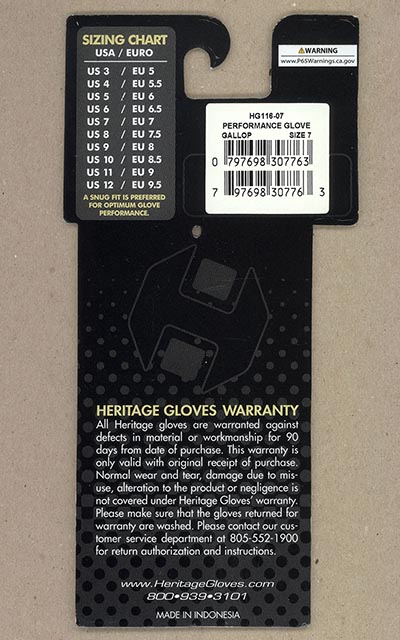 SIZING CHART
USA / EURO
US 3 / EU 5
US 4 / EU 5.5
US 5 / EU 6
US 6 / EU 6.5
US 7 / EU 7
US 8 / EU 7.5
US 9 / EU 8
US 10 / EU 8.5
US 11 / EU 9
US 12 / EU 9.5
A SNUG FIT IS PREFERRED
FOR OPTIMUM GLOVE
PERFORMANCE.
⚠WARNING
www.P65Warnings.ca.gov
HG116-07
PERFORMANCE GLOVE
GALLOP SIZE 7
0 797698 307763
7 97698 30776 3
HERITAGE GLOVES WARRANTY
All Heritage gloves are warranted against
defects in material or workmanship for 90
days from date of purchase. This warranty is
only valid with original receipt of purchase.
Normal wear and tear, damage due to mis-
use, alteration to the product or negligence is
not covered under Heritage Gloves' warranty.
Please make sure that the gloves returned for
warranty are washed. Please contact our cus-
tomer service department at 805-552-1900
for return authorization and instructions.
www.HeritageGloves.com
800•939•3101
MADE IN INDONESIA